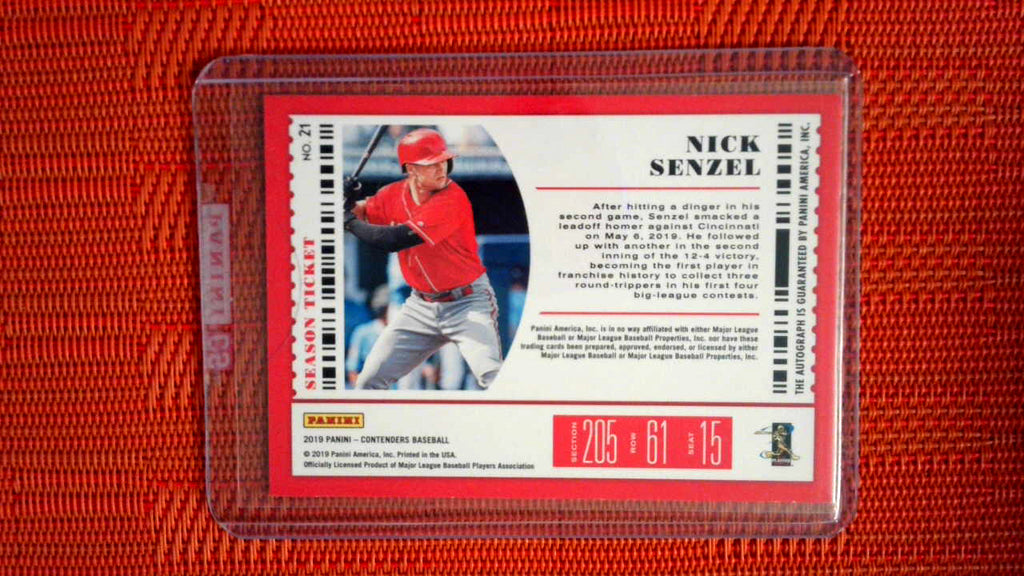 NO. 21
SEASON TICKET
NICK
SENZEL
After hitting a dinger in his
second game, Senzel smacked a
leadoff homer against Cincinnati
on May 6, 2019. He followed
up with another in the second
inning of the 12-4 victory,
becoming the first player in
franchise history to collect three
round-trippers in his first four
big-league contests.
Panini America, Inc. is in no way affiliated with either Major League
Baseball or Major League Baseball Properties, Inc. nor have these
trading cards been prepared, approved, endorsed, or licensed by either
Major League Baseball or Major League Baseball Properties, Inc.
THE AUTOGRAPH IS GUARANTEED BY PANINI AMERICA, INC.
PANINI
2019 PANINI – CONTENDERS BASEBALL
© 2019 Panini America, Inc. Printed in the USA.
Officially Licensed Product of Major League Baseball Players Association
SECTION 205 ROW 61 SEAT 15